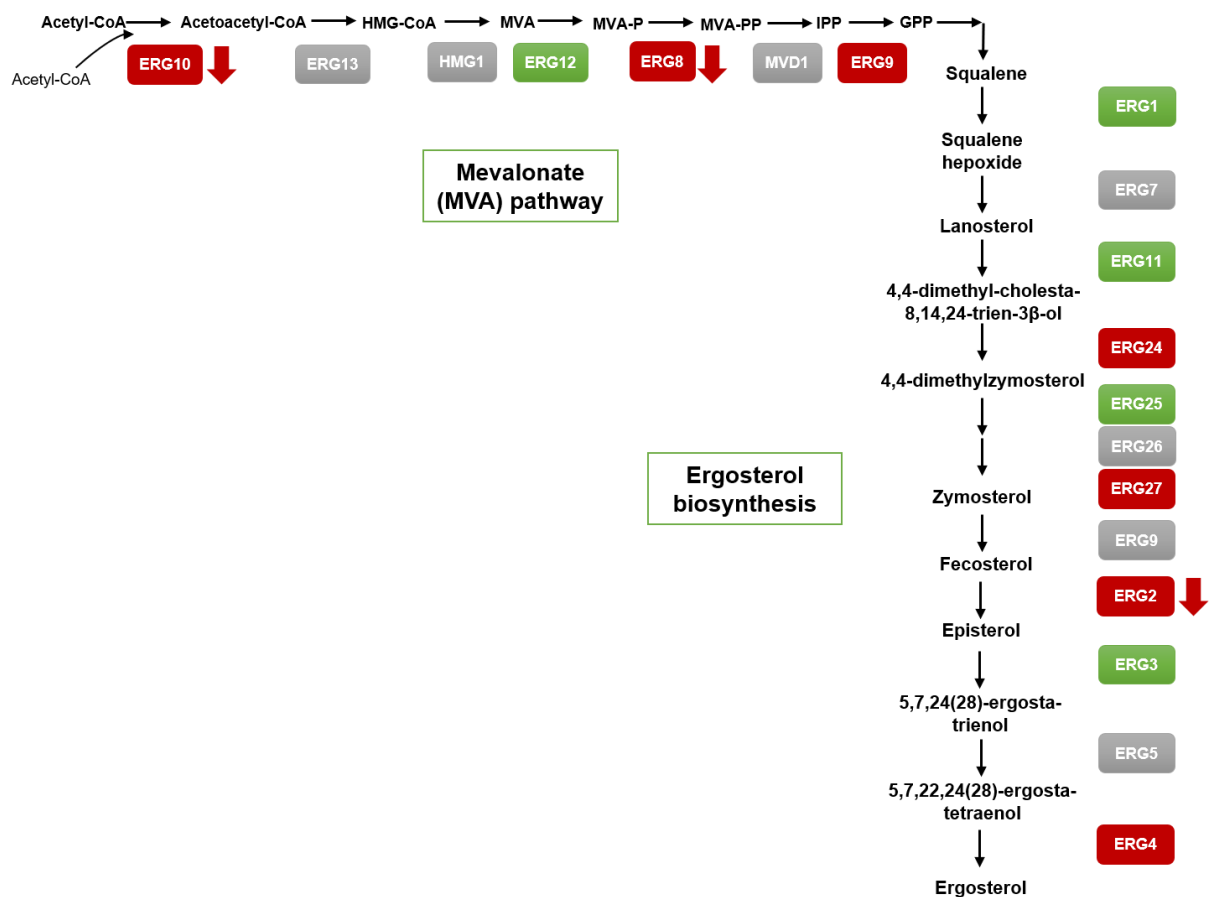 Acetyl-CoA Acetoacetyl-CoA HMG-CoA MVA MVA-P MVA-PP IPP GPP
Acetyl-CoA
ERG10 ERG13 HMG1 ERG12 ERG8 MVD1 ERG9
Squalene
ERG1
Squalene
hepoxide
Mevalonate
(MVA) pathway
ERG7
Lanosterol
ERG11
4,4-dimethyl-cholesta-
8,14,24-trien-3β-ol
ERG24
4,4-dimethylzymosterol
ERG25
ERG26
Ergosterol
biosynthesis
ERG27
Zymosterol
ERG9
Fecosterol
ERG2
Episterol
ERG3
5,7,24(28)-ergosta-
trienol
ERG5
5,7,22,24(28)-ergosta-
tetraenol
ERG4
Ergosterol